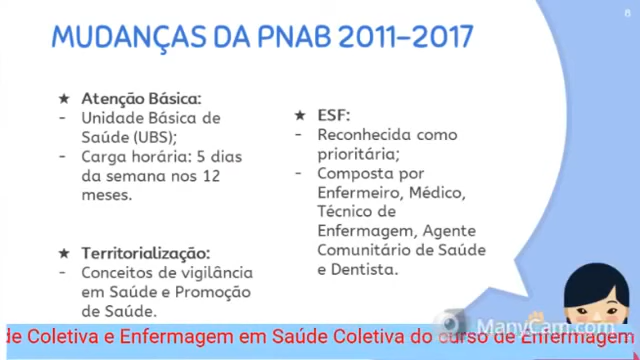 8
MUDANÇAS DA PNAB 2011-2017
★ Atenção Básica:
- Unidade Básica de
Saúde (UBS);
- Carga horária: 5 dias
da semana nos 12
meses.
★ Territorialização:
- Conceitos de vigilância
em Saúde e Promoção
de Saúde.
★ ESF:
- Reconhecida como
prioritária;
- Composta por
Enfermeiro, Médico,
Técnico de
Enfermagem, Agente
Comunitário de Saúde
e Dentista.
ManyCam.com
de Coletiva e Enfermagem em Saúde Coletiva do curso de Enfermagem